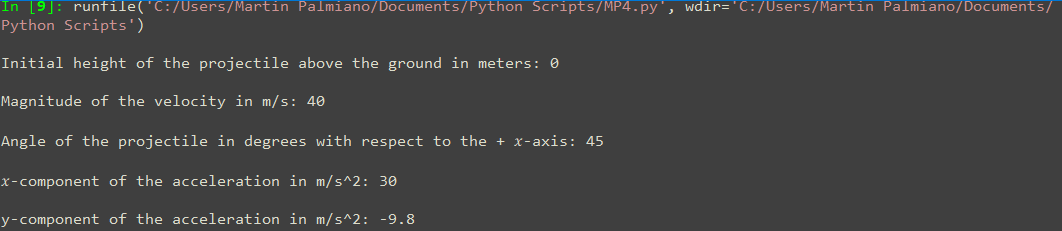 In [9]: runfile('C:/Users/Martin Palmiano/Documents/Python Scripts/MP4.py', wdir='C:/Users/Martin Palmiano/Documents/
Python Scripts')
Initial height of the projectile above the ground in meters: 0
Magnitude of the velocity in m/s: 40
Angle of the projectile in degrees with respect to the + 𝑥-axis: 45
𝑥-component of the acceleration in m/s^2: 30
y-component of the acceleration in m/s^2: -9.8